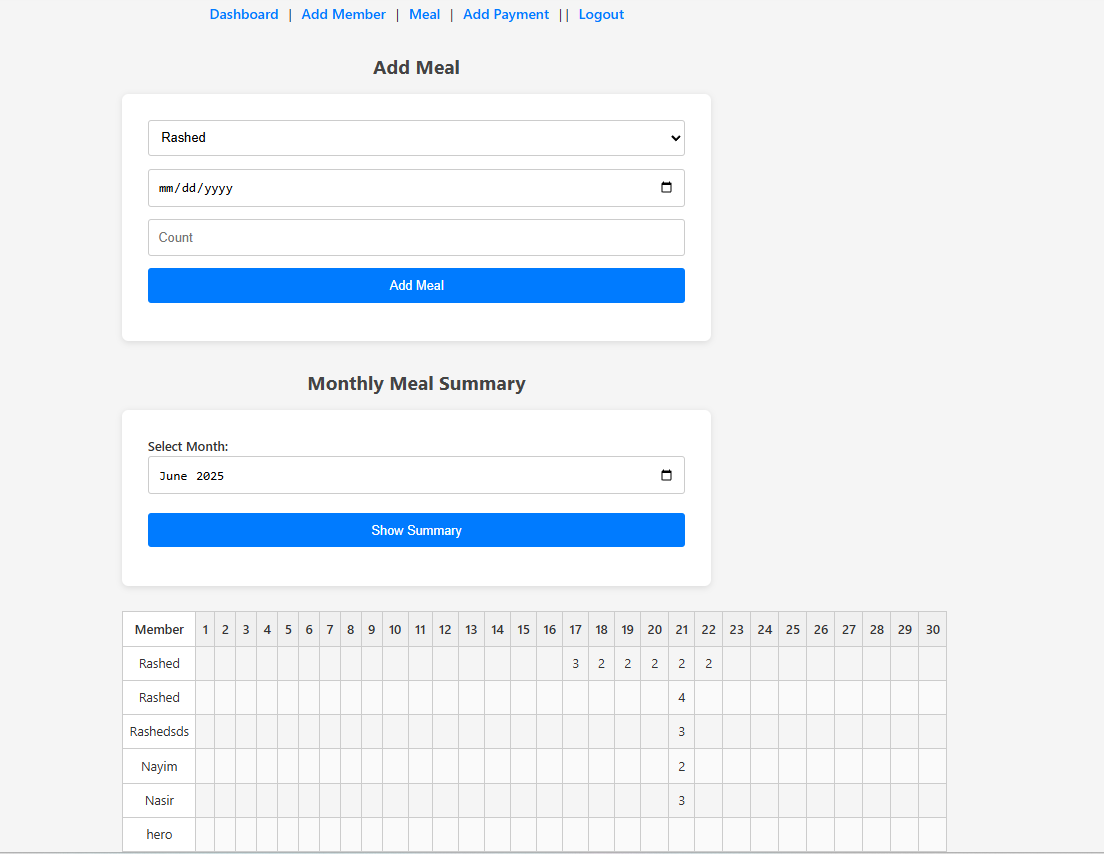 Dashboard | Add Member | Meal | Add Payment || Logout
Add Meal
Rashed
mm/dd/yyyy
Count
Add Meal
Monthly Meal Summary
Select Month:
June 2025
Show Summary
Member 1 2 3 4 5 6 7 8 9 10 11 12 13 14 15 16 17 18 19 20 21 22 23 24 25 26 27 28 29 30
Rashed 3 2 2 2 2 2
Rashed 4
Rashedsds 3
Nayim 2
Nasir 3
hero